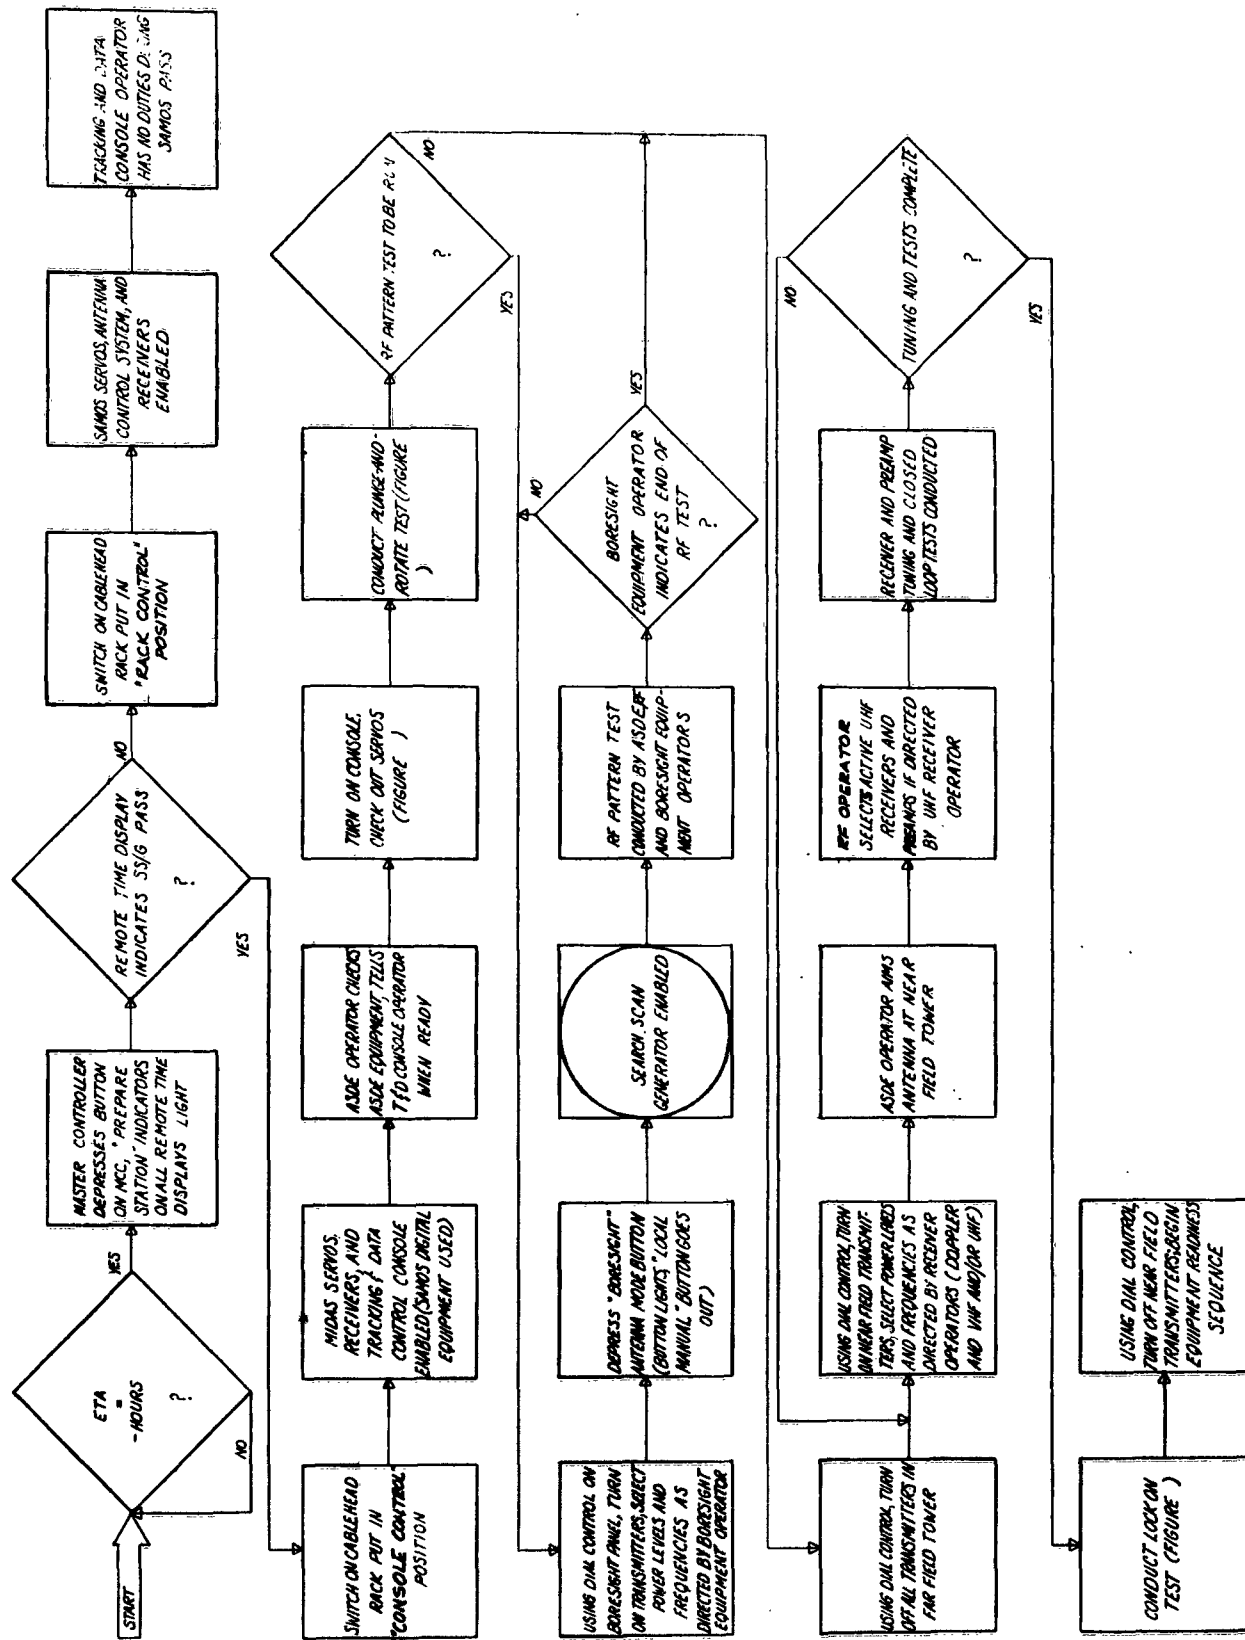 START
ETA
=
-HOURS
?
NO
YES
MASTER CONTROLLER
DEPRESSES BUTTON
ON MCC, "PREPARE
STATION" INDICATORS
ON ALL REMOTE TIME
DISPLAYS LIGHT
REMOTE TIME DISPLAY
INDICATES SS/G PASS
?
NO
YES
SWITCH ON CABLEHEAD
RACK PUT IN
"RACK CONTROL"
POSITION
SAMOS SERVOS, ANTENNA
CONTROL SYSTEM, AND
RECEIVERS
ENABLED
TRACKING AND DATA
CONSOLE OPERATOR
HAS NO DUTIES DURING
SAMOS PASS
SWITCH ON CABLEHEAD
RACK PUT IN
"CONSOLE CONTROL"
POSITION
MIDAS SERVOS,
RECEIVERS, AND
TRACKING & DATA
CONTROL CONSOLE
ENABLED (SAMOS DIGITAL
EQUIPMENT USED)
ASDE OPERATOR CHECKS
ASDE EQUIPMENT, TELLS
T&D CONSOLE OPERATOR
WHEN READY
TURN ON CONSOLE,
CHECK OUT SERVOS
(FIGURE )
CONDUCT PLUNGE-AND-
ROTATE TEST (FIGURE
)
RF PATTERN TEST TO BE RUN
?
NO
YES
USING DIAL CONTROL ON
BORESIGHT PANEL, TURN
ON TRANSMITTERS, SELECT
POWER LEVELS AND
FREQUENCIES AS
DIRECTED BY BORESIGHT
EQUIPMENT OPERATOR
DEPRESS "BORESIGHT"
ANTENNA MODE BUTTON
(BUTTON LIGHTS, "LOCAL
MANUAL" BUTTON GOES
OUT)
SEARCH SCAN
GENERATOR ENABLED
RF PATTERN TEST
CONDUCTED BY ASDE, RF
AND BORESIGHT EQUIP-
MENT OPERATORS
BORESIGHT
EQUIPMENT OPERATOR
INDICATES END OF
RF TEST
?
NO
YES
USING DIAL CONTROL, TURN
OFF ALL TRANSMITTERS IN
FAR FIELD TOWER
USING DIAL CONTROL, TURN
ON NEAR FIELD TRANSMIT-
TERS, SELECT POWER LEVELS
AND FREQUENCIES AS
DIRECTED BY RECEIVER
OPERATORS (DOPPLER
AND VHF AND/OR UHF)
ASDE OPERATOR AIMS
ANTENNA AT NEAR
FIELD TOWER
RF OPERATOR
SELECTS ACTIVE UHF
RECEIVERS AND
PREAMPS IF DIRECTED
BY UHF RECEIVER
OPERATOR
RECEIVER AND PREAMP
TUNING AND CLOSED
LOOP TESTS CONDUCTED
TUNING AND TESTS COMPLETE
?
NO
YES
CONDUCT LOCK ON
TEST (FIGURE )
USING DIAL CONTROL,
TURN OFF NEAR FIELD
TRANSMITTERS; BEGIN
EQUIPMENT READINESS
SEQUENCE